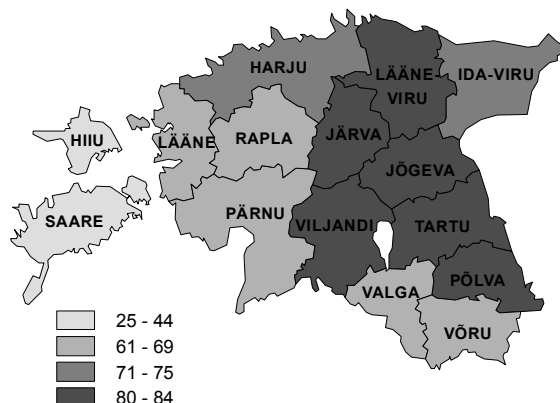 HARJU
LÄÄNE-
VIRU
IDA-VIRU
HIIU
LÄÄNE
RAPLA
JÄRVA
JÕGEVA
SAARE
PÄRNU
VILJANDI
TARTU
VALGA
PÕLVA
VÕRU
25 - 44
61 - 69
71 - 75
80 - 84